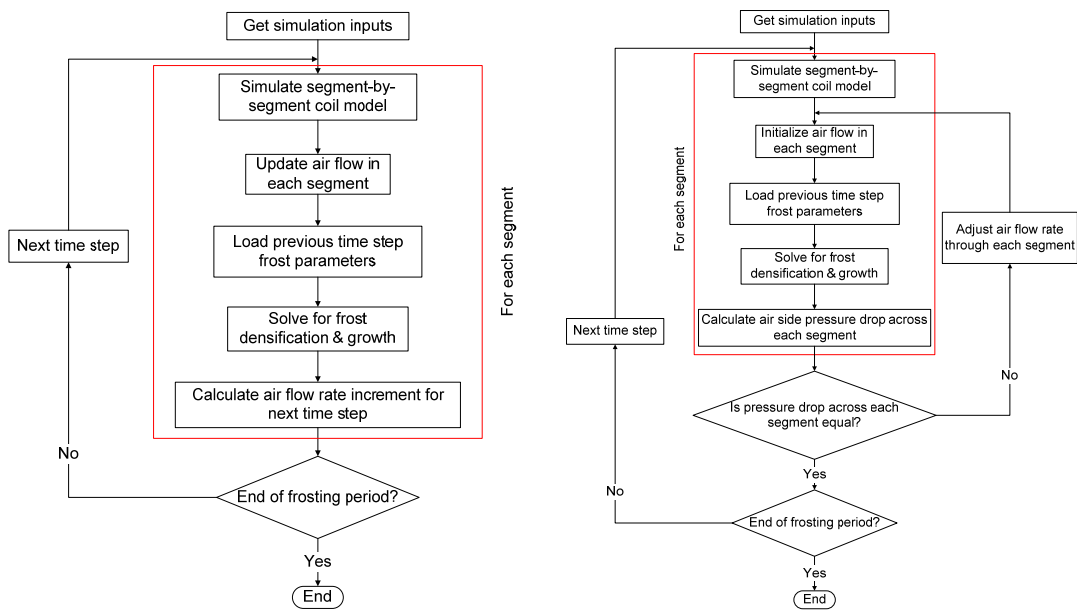 Get simulation inputs
Simulate segment-by-
segment coil model
Update air flow in
each segment
Load previous time step
frost parameters
Solve for frost
densification & growth
Calculate air flow rate increment for
next time step
For each segment
Next time step
No
End of frosting period?
Yes
End
Get simulation inputs
Simulate segment-by-
segment coil model
Initialize air flow in
each segment
Load previous time step
frost parameters
Solve for frost
densification & growth
Calculate air side pressure drop across
each segment
For each segment
Adjust air flow rate
through each segment
Next time step
No
Is pressure drop across each
segment equal?
Yes
No
End of frosting period?
Yes
End